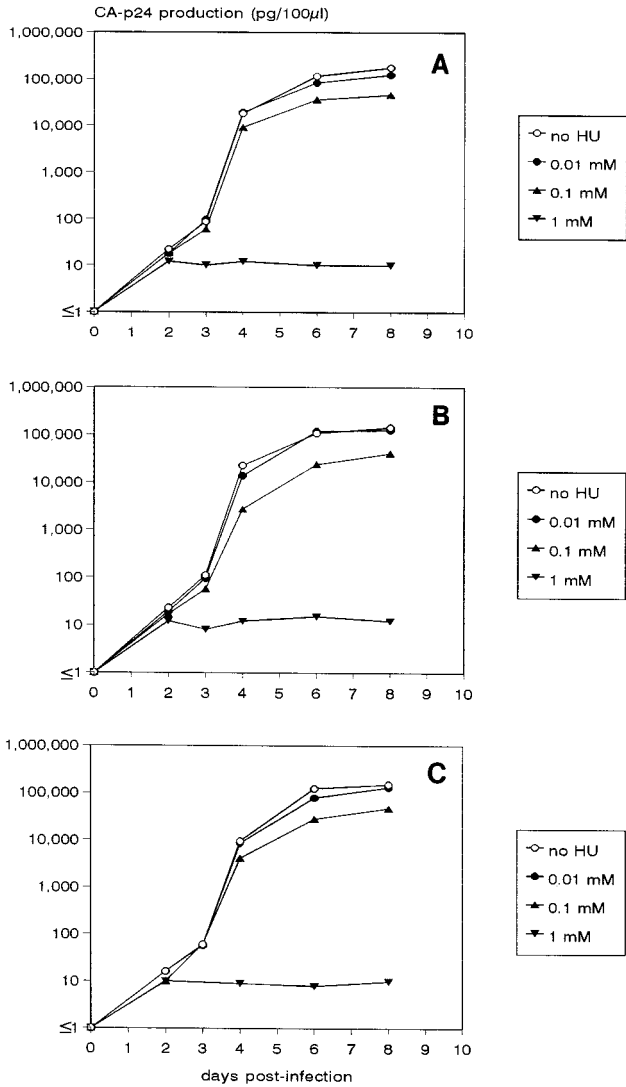 CA-p24 production (pg/100µl)
1,000,000
100,000
10,000
1,000
100
10
≤1
0 1 2 3 4 5 6 7 8 9 10
A
no HU
0.01 mM
0.1 mM
1 mM
1,000,000
100,000
10,000
1,000
100
10
≤1
0 1 2 3 4 5 6 7 8 9 10
B
no HU
0.01 mM
0.1 mM
1 mM
1,000,000
100,000
10,000
1,000
100
10
≤1
0 1 2 3 4 5 6 7 8 9 10
C
no HU
0.01 mM
0.1 mM
1 mM
days post-infection